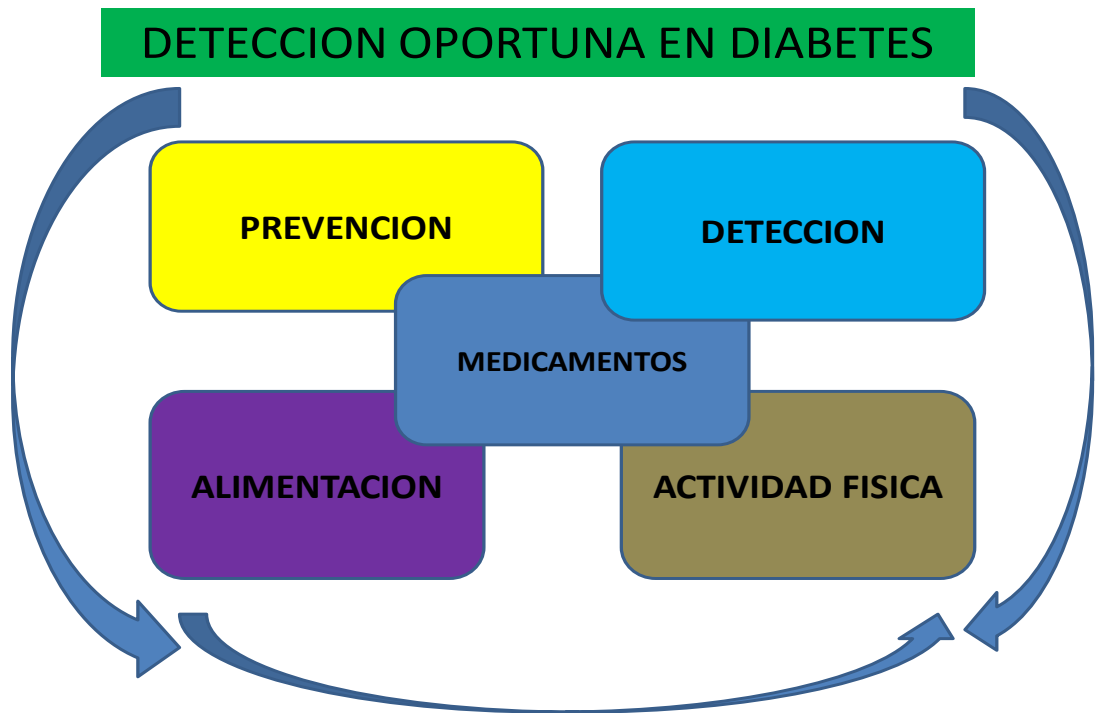 DETECCION OPORTUNA EN DIABETES
PREVENCION
DETECCION
MEDICAMENTOS
ALIMENTACION
ACTIVIDAD FISICA